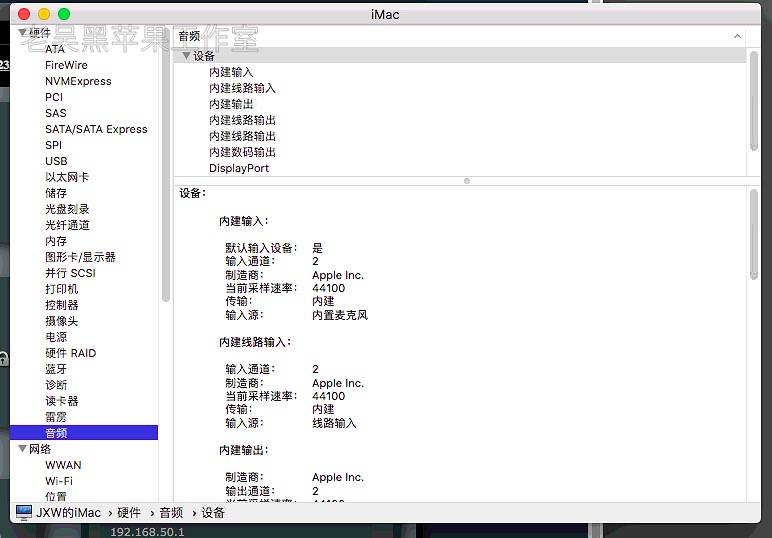 iMac
老吴黑苹果工作室
硬件
ATA
FireWire
NVMExpress
PCI
SAS
SATA/SATA Express
SPI
USB
以太网卡
储存
光盘刻录
光纤通道
内存
图形卡/显示器
并行 SCSI
打印机
控制器
摄像头
电源
硬件 RAID
蓝牙
诊断
读卡器
雷雳
音频
网络
WWAN
Wi-Fi
位置
音频
设备
内建输入
内建线路输入
内建输出
内建线路输出
内建线路输出
内建数码输出
DisplayPort
设备：
内建输入：
默认输入设备： 是
输入通道： 2
制造商： Apple Inc.
当前采样速率： 44100
传输： 内建
输入源： 内置麦克风
内建线路输入：
输入通道： 2
制造商： Apple Inc.
当前采样速率： 44100
传输： 内建
输入源： 线路输入
内建输出：
制造商： Apple Inc.
输出通道： 2
当前采样速率： 44100
JXW的iMac › 硬件 › 音频 › 设备
192.168.50.1
23